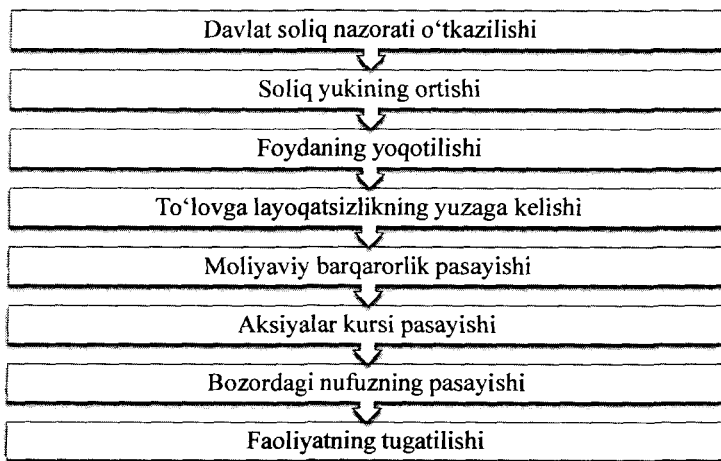 Davlat soliq nazorati o‘tkazilishi
Soliq yukining ortishi
Foydaning yoqotilishi
To‘lovga layoqatsizlikning yuzaga kelishi
Moliyaviy barqarorlik pasayishi
Aksiyalar kursi pasayishi
Bozordagi nufuzning pasayishi
Faoliyatning tugatilishi